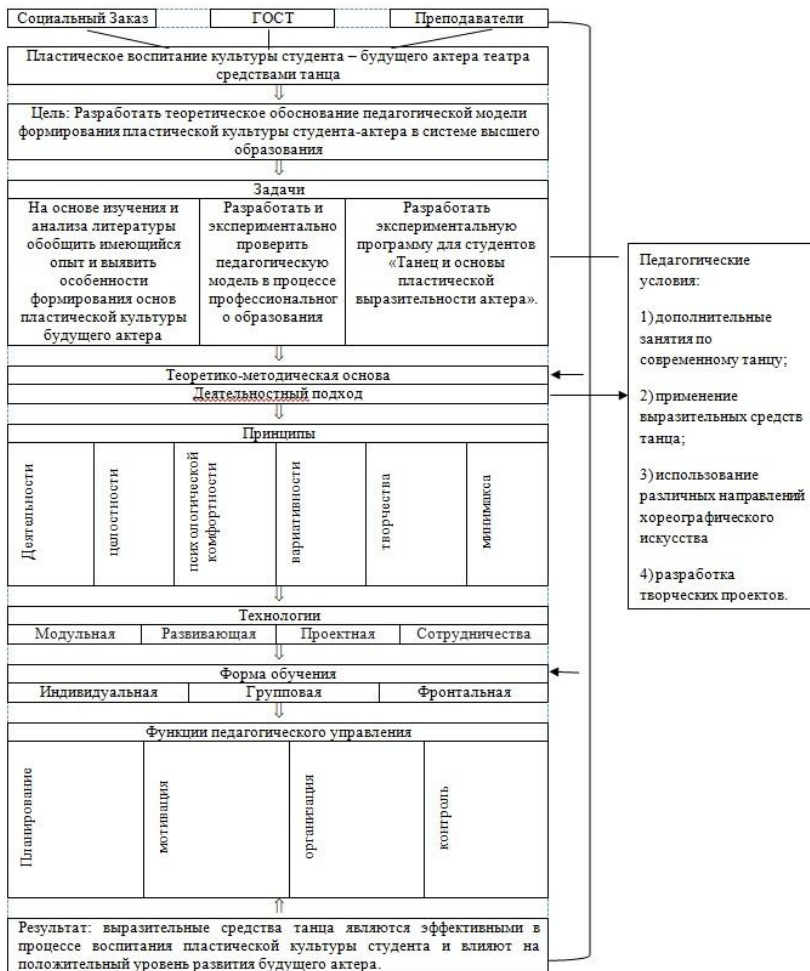 Социальный Заказ
ГОСТ
Преподаватели
Пластическое воспитание культуры студента – будущего актера театра
средствами танца
Цель: Разработать теоретическое обоснование педагогической модели
формирования пластической культуры студента-актера в системе высшего
образования
Задачи
На основе изучения и
анализа литературы
обобщить имеющийся
опыт и выявить
особенности
формирования основ
пластической культуры
будущего актера
Разработать и
экспериментально
проверить
педагогическую
модель в процессе
профессиональног
о образования
Разработать
экспериментальную
программу для студентов
«Танец и основы
пластической
выразительности актера».
Теоретико-методическая основа
Деятельностный подход
Принципы
Деятельности
целостности
психологической
комфортности
вариативности
творчества
минимакса
Технологии
Модульная
Развивающая
Проектная
Сотрудничества
Форма обучения
Индивидуальная
Групповая
Фронтальная
Функции педагогического управления
Планирование
мотивация
организация
контроль
Результат: выразительные средства танца являются эффективными в
процессе воспитания пластической культуры студента и влияют на
положительный уровень развития будущего актера.
Педагогические
условия:
1) дополнительные
занятия по
современному танцу;
2) применение
выразительных средств
танца;
3) использование
различных направлений
хореографического
искусства
4) разработка
творческих проектов.